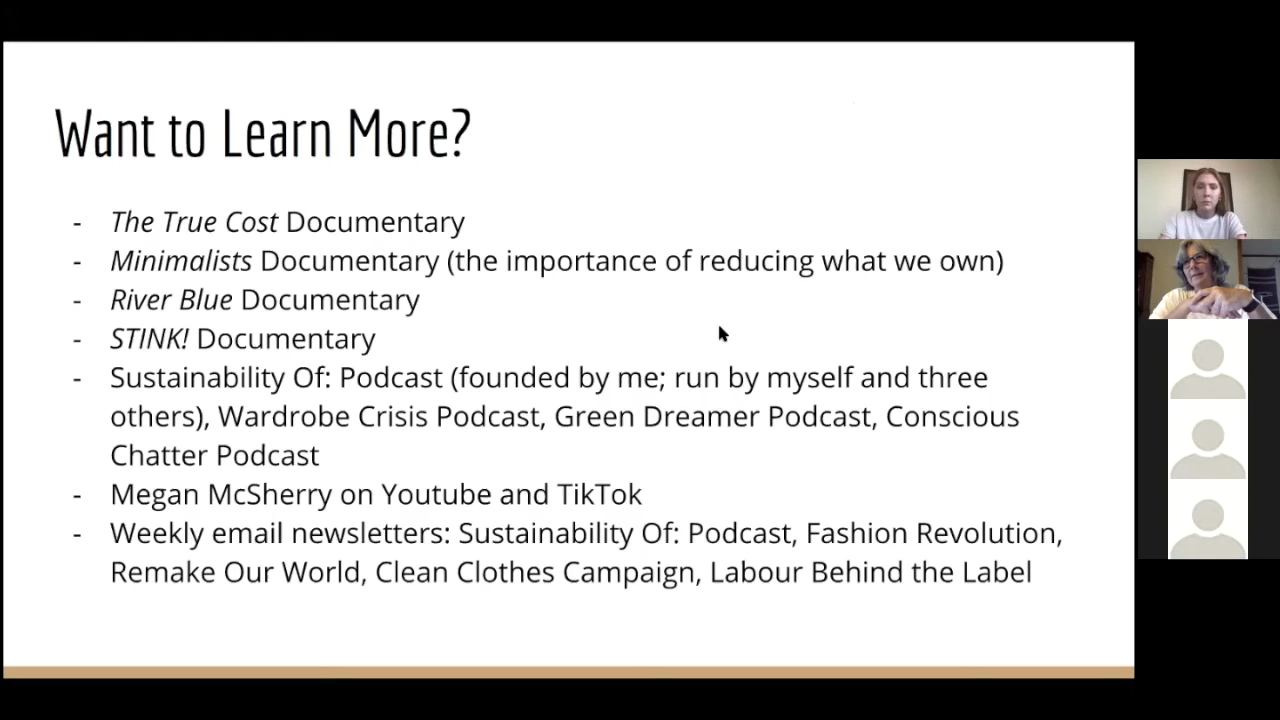 Want to Learn More?
- The True Cost Documentary
- Minimalists Documentary (the importance of reducing what we own)
- River Blue Documentary
- STINK! Documentary
- Sustainability Of: Podcast (founded by me; run by myself and three
others), Wardrobe Crisis Podcast, Green Dreamer Podcast, Conscious
Chatter Podcast
- Megan McSherry on Youtube and TikTok
- Weekly email newsletters: Sustainability Of: Podcast, Fashion Revolution,
Remake Our World, Clean Clothes Campaign, Labour Behind the Label